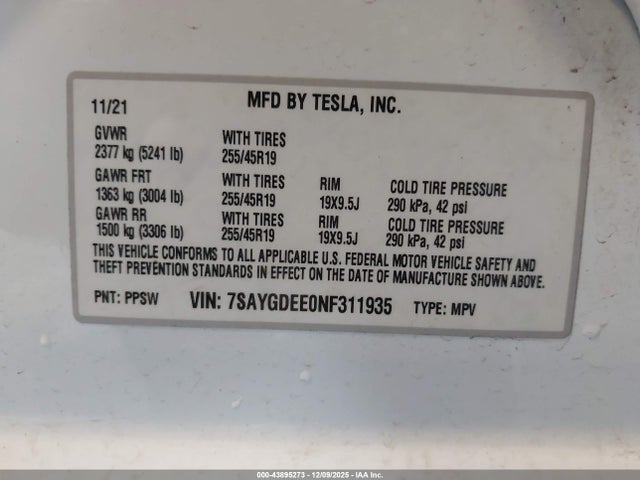 11/21 MFD BY TESLA, INC.
GVWR WITH TIRES
2377 kg (5241 lb) 255/45R19
GAWR FRT WITH TIRES RIM COLD TIRE PRESSURE
1363 kg (3004 lb) 255/45R19 19X9.5J 290 kPa, 42 psi
GAWR RR WITH TIRES RIM COLD TIRE PRESSURE
1500 kg (3306 lb) 255/45R19 19X9.5J 290 kPa, 42 psi
THIS VEHICLE CONFORMS TO ALL APPLICABLE U.S. FEDERAL MOTOR VEHICLE SAFETY AND
THEFT PREVENTION STANDARDS IN EFFECT ON THE DATE OF MANUFACTURE SHOWN ABOVE.
PNT: PPSW VIN: 7SAYGDEE0NF311935 TYPE: MPV
000-43895273 - 12/09/2025 - IAA Inc.